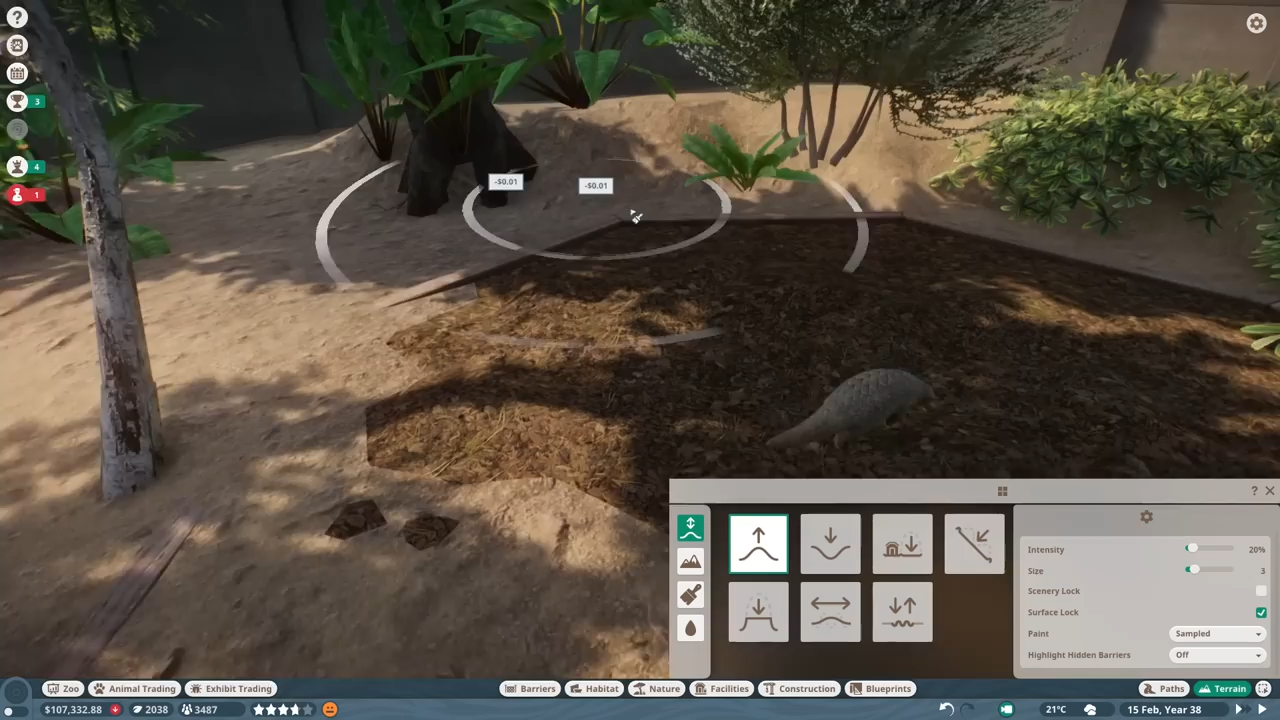 ?
3
4
1
-$0.01
-$0.01
? ×
Intensity 20%
Size 3
Scenery Lock
Surface Lock
Paint Sampled
Highlight Hidden Barriers Off
Zoo Animal Trading Exhibit Trading Barriers Habitat Nature Facilities Construction Blueprints Paths Terrain
$107,332.88 2038 3487 21°C 15 Feb, Year 38